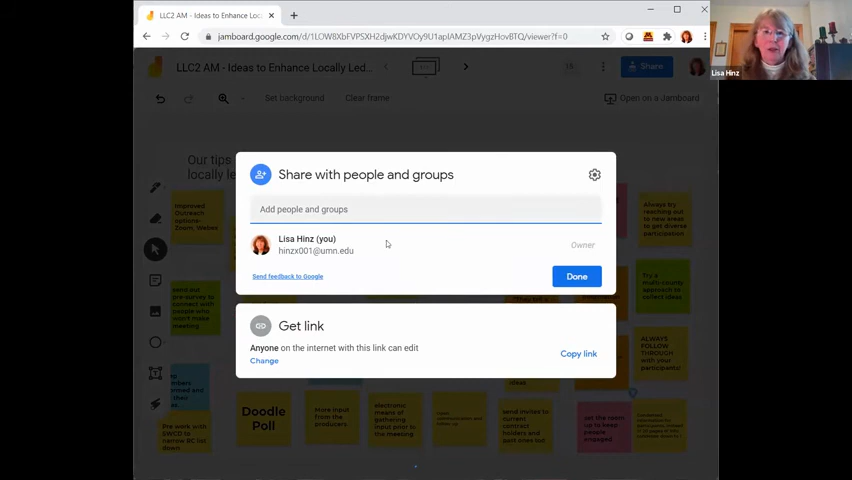 LLC2 AM - Ideas to Enhance Loca
jamboard.google.com/d/1LOW8XbFVPSXH2djwKDYVCy9U1aplAMZ3pVygzHovBTQ/viewer?f=0
Lisa Hinz
LLC2 AM - Ideas to Enhance Locally Led...
Share
Set background
Clear frame
Open on a Jamboard
Our tips
locally le
Improved
Outreach
options-
Zoom, Webex
Always try
reaching out to
new areas to
get diverse
participation
Share with people and groups
Add people and groups
Lisa Hinz (you)
hinzx001@umn.edu
Owner
Send feedback to Google
Done
send out
pre-survey to
connect with
people who
won't make
meeting
Try a
multi-county
approach to
collect ideas
Get link
Anyone on the internet with this link can edit
Change
Copy link
ALWAYS
FOLLOW
THROUGH with
your participants!
ideas
Pre work with
SWCD to
narrow BC list
down
Doodle
Poll
More input
from the
producers.
electronic
means of
gathering
input prior to
the meeting
send invites to
current
contract
holders and
past ones too
set the room
up to keep
people
engaged